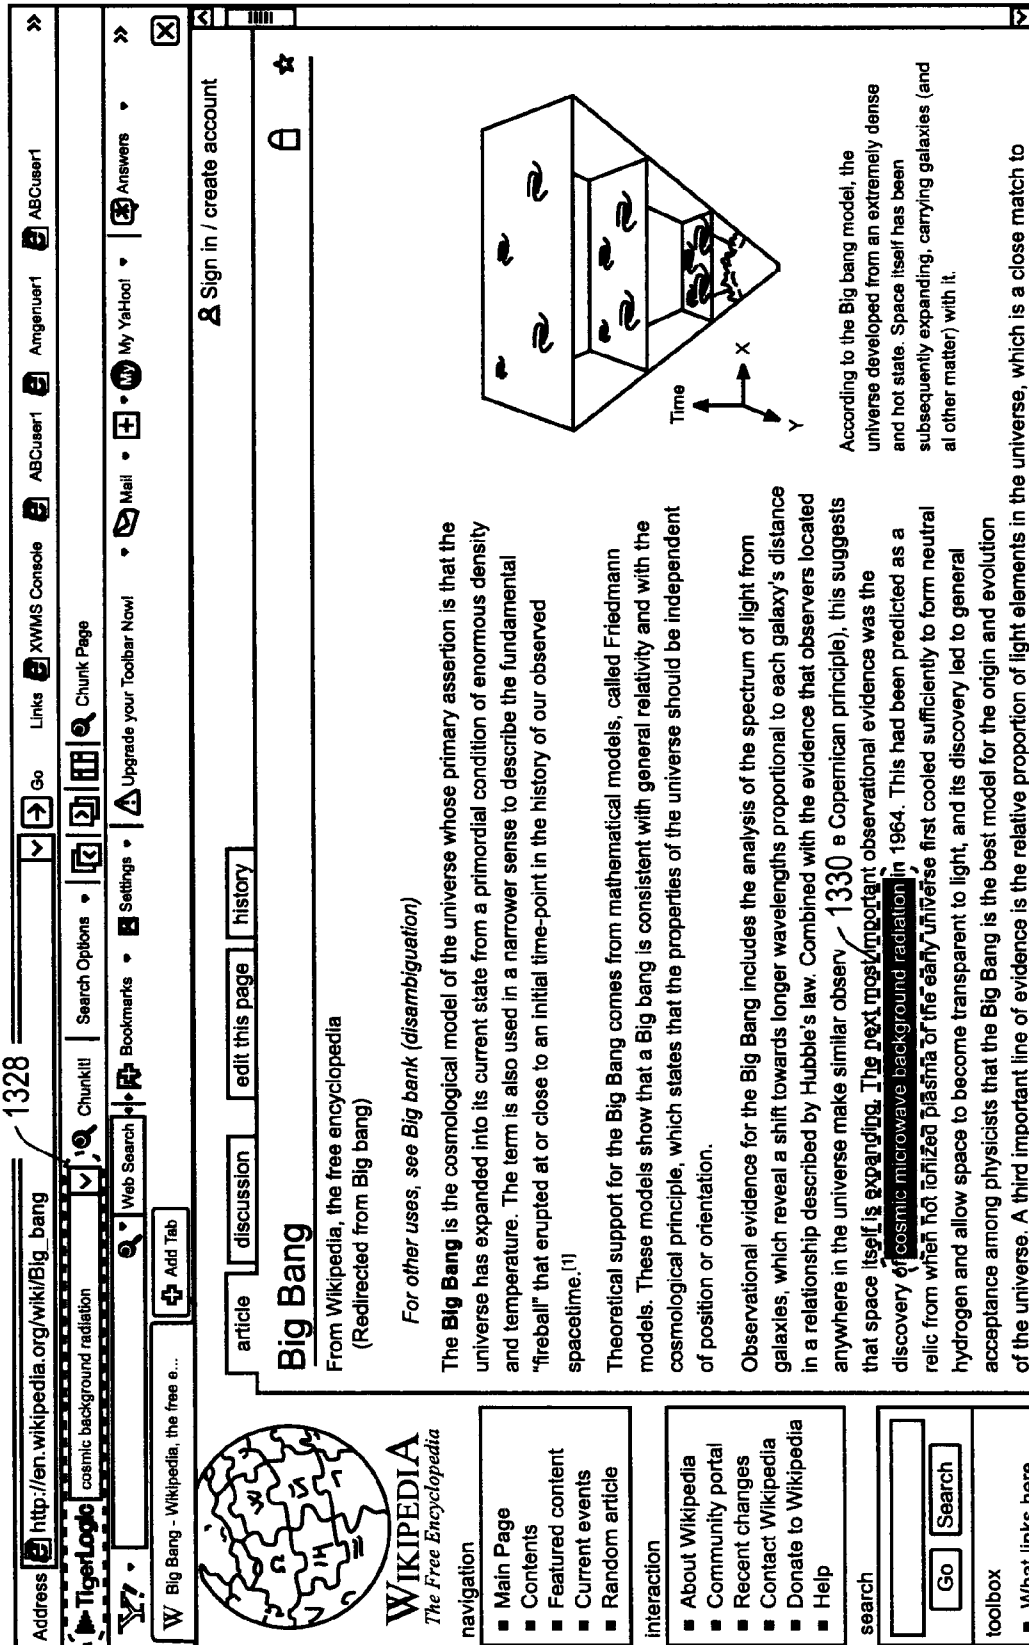 Address http://en.wikipedia.org/wiki/Big_bang Go Links XWMS Console ABCuser1 Amgenuer1 ABCuser1 »
1328
TigerLogic cosmic background radiation Chunkit! Search Options Chunk Page
Y! Web Search Bookmarks Settings Upgrade your Toolbar Now! Mail My My YaHoo! Answers »
W Big Bang - Wikipedia, the free e... Add Tab
Sign in / create account
article discussion edit this page history
WIKIPEDIA
The Free Encyclopedia
navigation
Main Page
Contents
Featured content
Current events
Random article
interaction
About Wikipedia
Community portal
Recent changes
Contact Wikipedia
Donate to Wikipedia
Help
search
Go Search
toolbox
What links here
Big Bang
From Wikipedia, the free encyclopedia
(Redirected from Big bang)
For other uses, see Big bank (disambiguation)
The Big Bang is the cosmological model of the universe whose primary assertion is that the
universe has expanded into its current state from a primordial condition of enormous density
and temperature. The term is also used in a narrower sense to describe the fundamental
"fireball" that erupted at or close to an initial time-point in the history of our observed
spacetime.[1]
Theoretical support for the Big Bang comes from mathematical models, called Friedmann
models. These models show that a Big bang is consistent with general relativity and with the
cosmological principle, which states that the properties of the universe should be independent
of position or orientation.
Observational evidence for the Big Bang includes the analysis of the spectrum of light from
galaxies, which reveal a shift towards longer wavelengths proportional to each galaxy's distance
in a relationship described by Hubble's law. Combined with the evidence that observers located
anywhere in the universe make similar observ 1330 e Copernican principle), this suggests
that space itself is expanding. The next most important observational evidence was the
discovery of cosmic microwave background radiation in 1964. This had been predicted as a
relic from when hot ionized plasma of the early universe first cooled sufficiently to form neutral
hydrogen and allow space to become transparent to light, and its discovery led to general
acceptance among physicists that the Big Bang is the best model for the origin and evolution
of the universe. A third important line of evidence is the relative proportion of light elements in the universe, which is a close match to
Time
X
Y
According to the Big bang model, the
universe developed from an extremely dense
and hot state. Space itself has been
subsequently expanding, carrying galaxies (and
al other matter) with it.